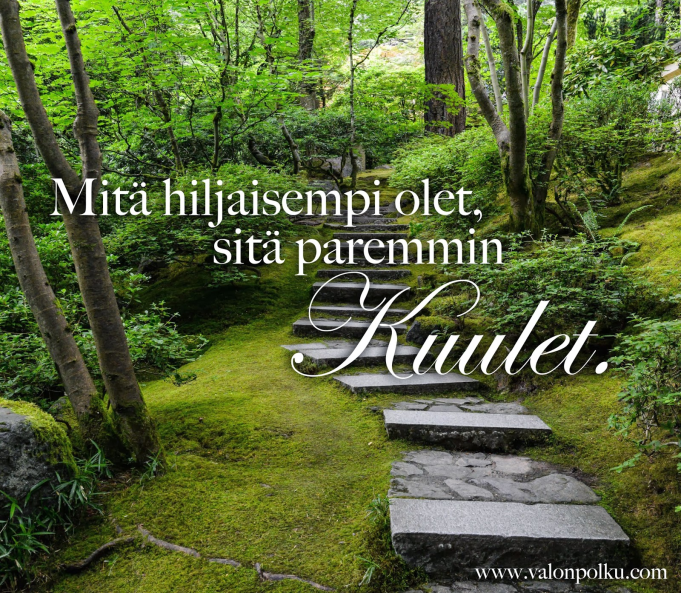 Mitä hiljaisempi olet,
sitä paremmin
Kuulet.
www.valonpolku.com